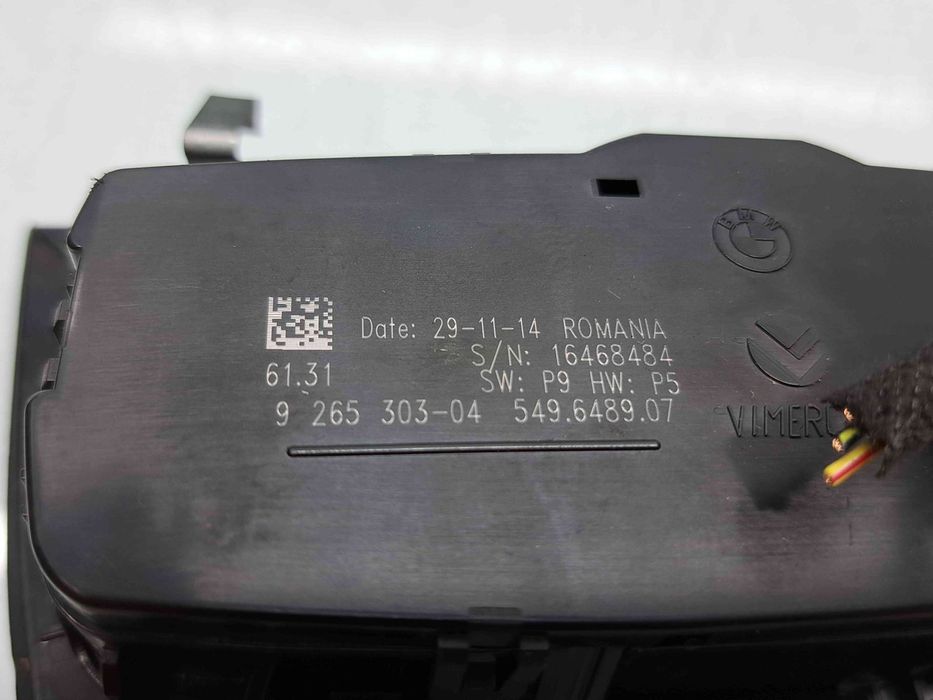 BMW
Date: 29-11-14 ROMANIA
S/N: 16468484
61.31
SW: P9 HW: P5
9 265 303-04 549.6489.07